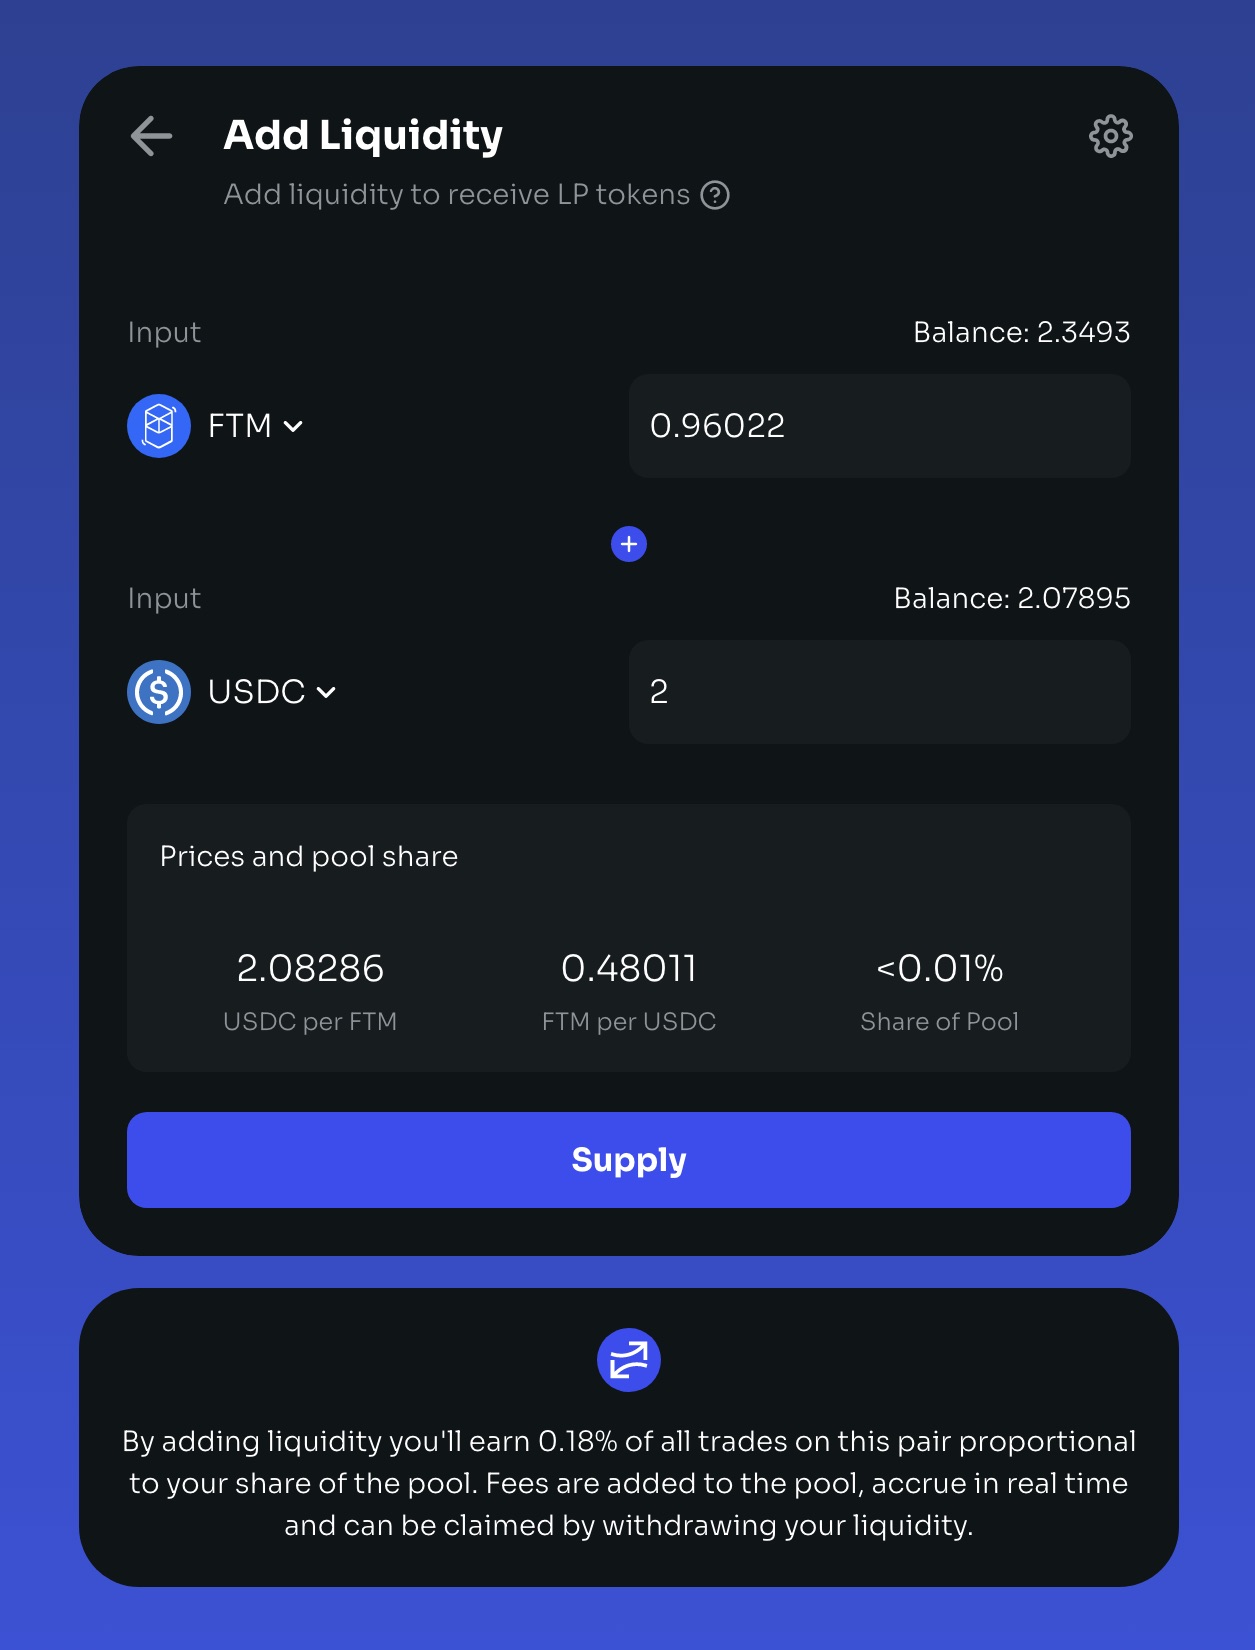 Add Liquidity
Add liquidity to receive LP tokens
Input
Balance: 2.3493
FTM
0.96022
Input
Balance: 2.07895
USDC
2
Prices and pool share
2.08286
0.48011
<0.01%
USDC per FTM
FTM per USDC
Share of Pool
Supply
By adding liquidity you'll earn 0.18% of all trades on this pair proportional
to your share of the pool. Fees are added to the pool, accrue in real time
and can be claimed by withdrawing your liquidity.